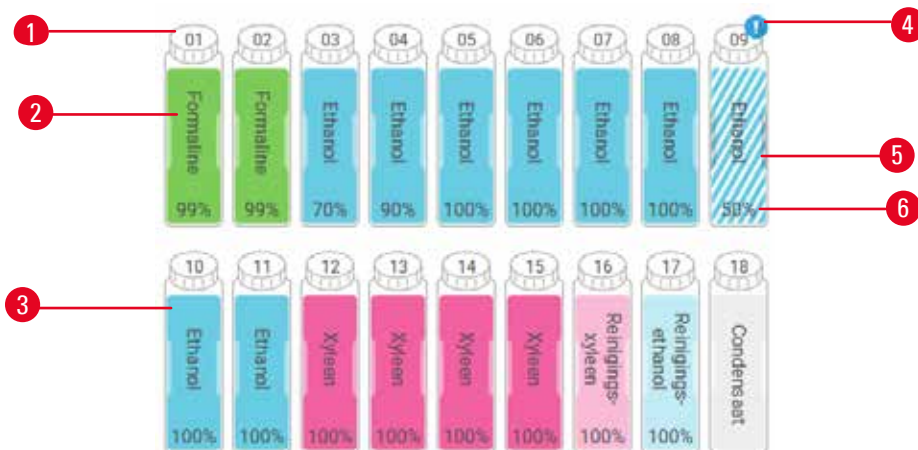 1
01 02 03 04 05 06 07 08 09 !
4
2
Formaline Formaline Ethanol Ethanol Ethanol Ethanol Ethanol Ethanol Ethanol
5
99% 99% 70% 90% 100% 100% 100% 100% 50%
6
10 11 12 13 14 15 16 17 18
3
Ethanol Ethanol Xyleen Xyleen Xyleen Xyleen Reinigings-
xyleen Reinigings-
ethanol Condensaat
100% 100% 100% 100% 100% 100% 100% 100%